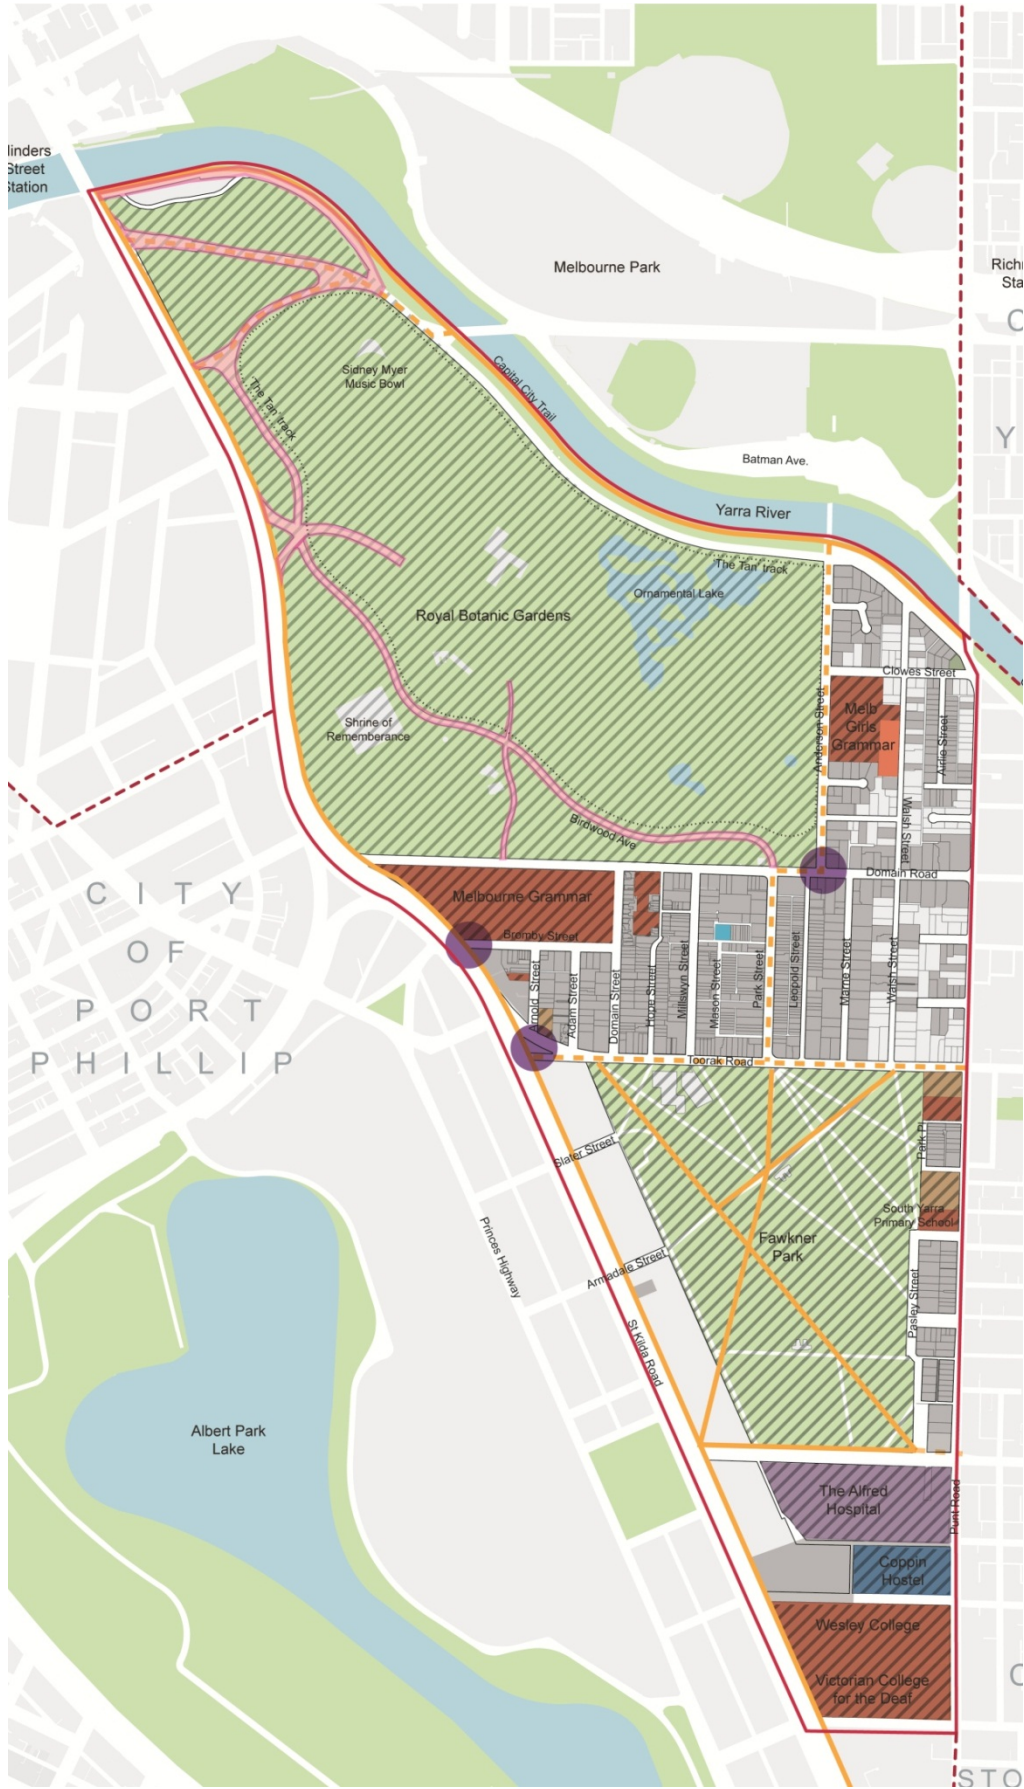 linders
Street
Station
Melbourne Park
Richr
Sta
C
Sidney Myer
Music Bowl
Capital City Trail
'The Tan' track
Y
Batman Ave.
Yarra River
'The Tan' track
Ornamental Lake
Royal Botanic Gardens
Clowes Street
Anderson Street
Melb
Girls
Grammar
Airlie Street
Shrine of
Rememberance
Walsh Street
Birdwood Ave
Domain Road
CITY
OF
PORT
PHILLIP
Melbourne Grammar
Bromby Street
Arnold Street
Adam Street
Domain Street
Hope Street
Millswyn Street
Mason Street
Park Street
Leopold Street
Marne Street
Walsh Street
Toorak Road
Slater Street
Park Pl
South Yarra
Primary School
Princes Highway
Fawkner
Park
Armadale Street
Pasley Street
St Kilda Road
Albert Park
Lake
The Alfred
Hospital
Punt Road
Coppin
Hostel
Wesley College
C
Victorian College
for the Deaf
STO